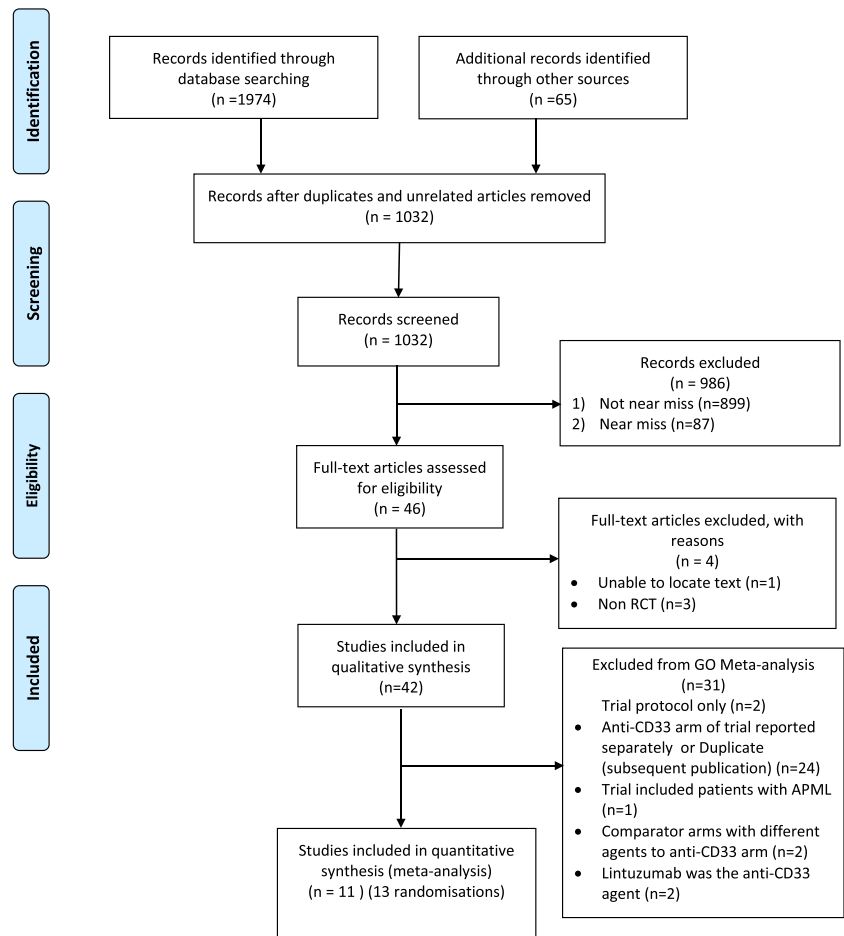 Identification
Records identified through
database searching
(n =1974)
Additional records identified
through other sources
(n =65)
Records after duplicates and unrelated articles removed
(n = 1032)
Screening
Records screened
(n = 1032)
Records excluded
(n = 986)
1) Not near miss (n=899)
2) Near miss (n=87)
Eligibility
Full-text articles assessed
for eligibility
(n = 46)
Full-text articles excluded, with
reasons
(n = 4)
• Unable to locate text (n=1)
• Non RCT (n=3)
Included
Studies included in
qualitative synthesis
(n=42)
Excluded from GO Meta-analysis
(n=31)
Trial protocol only (n=2)
• Anti-CD33 arm of trial reported
separately or Duplicate
(subsequent publication) (n=24)
• Trial included patients with APML
(n=1)
• Comparator arms with different
agents to anti-CD33 arm (n=2)
• Lintuzumab was the anti-CD33
agent (n=2)
Studies included in quantitative
synthesis (meta-analysis)
(n = 11 ) (13 randomisations)